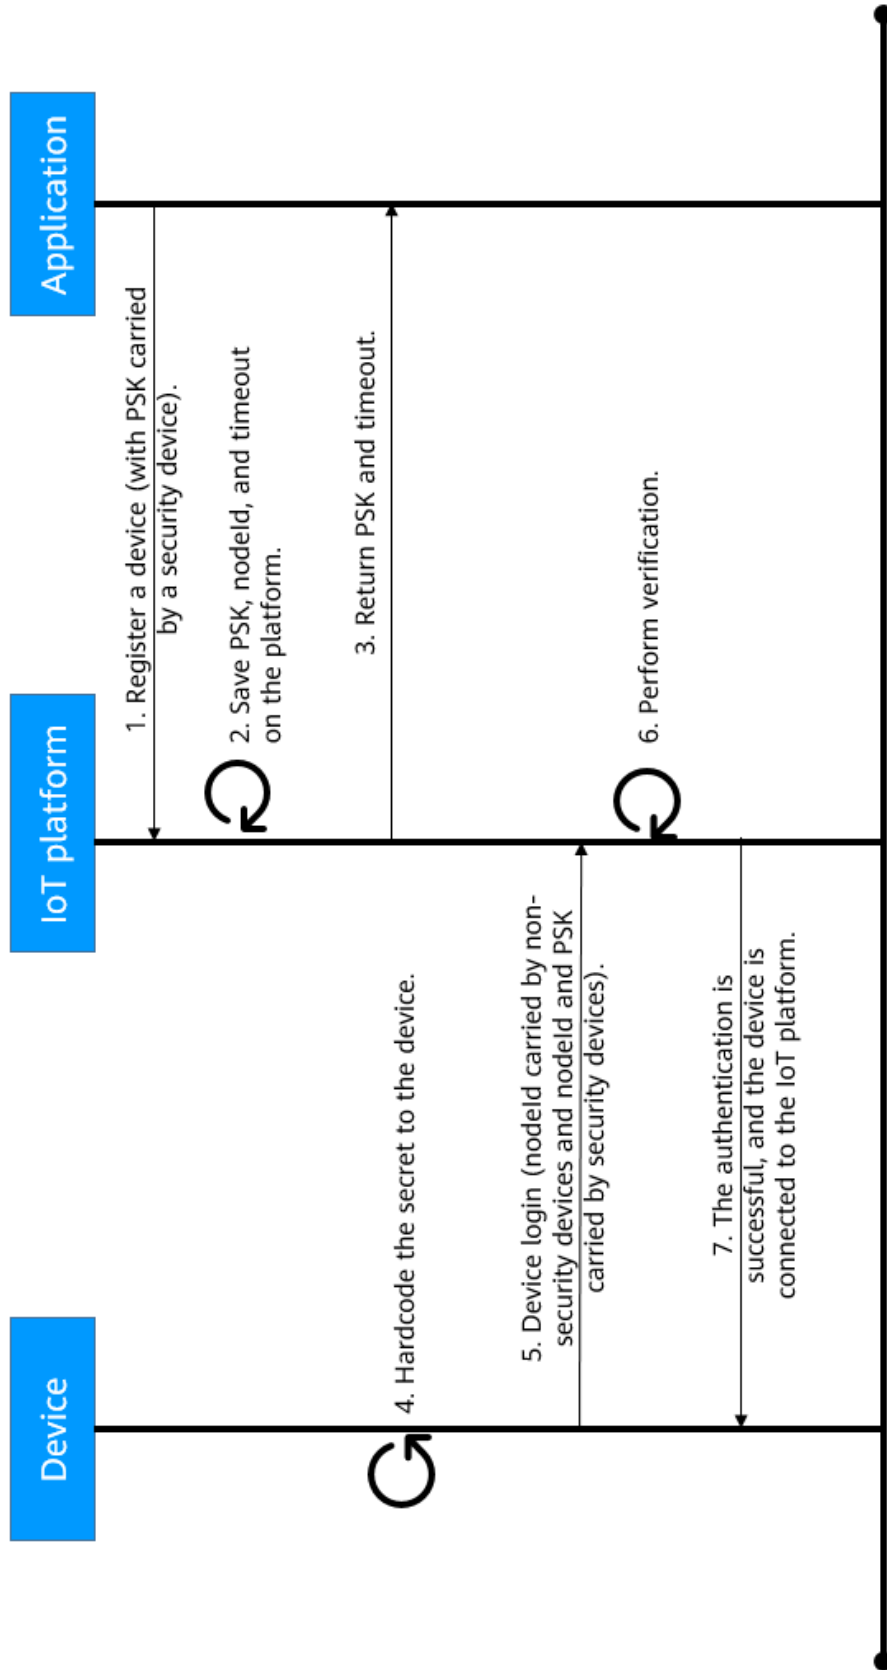 Device
IoT platform
Application
1. Register a device (with PSK carried
by a security device).
2. Save PSK, nodeId, and timeout
on the platform.
3. Return PSK and timeout.
4. Hardcode the secret to the device.
5. Device login (nodeId carried by non-
security devices and nodeId and PSK
carried by security devices).
6. Perform verification.
7. The authentication is
successful, and the device is
connected to the IoT platform.